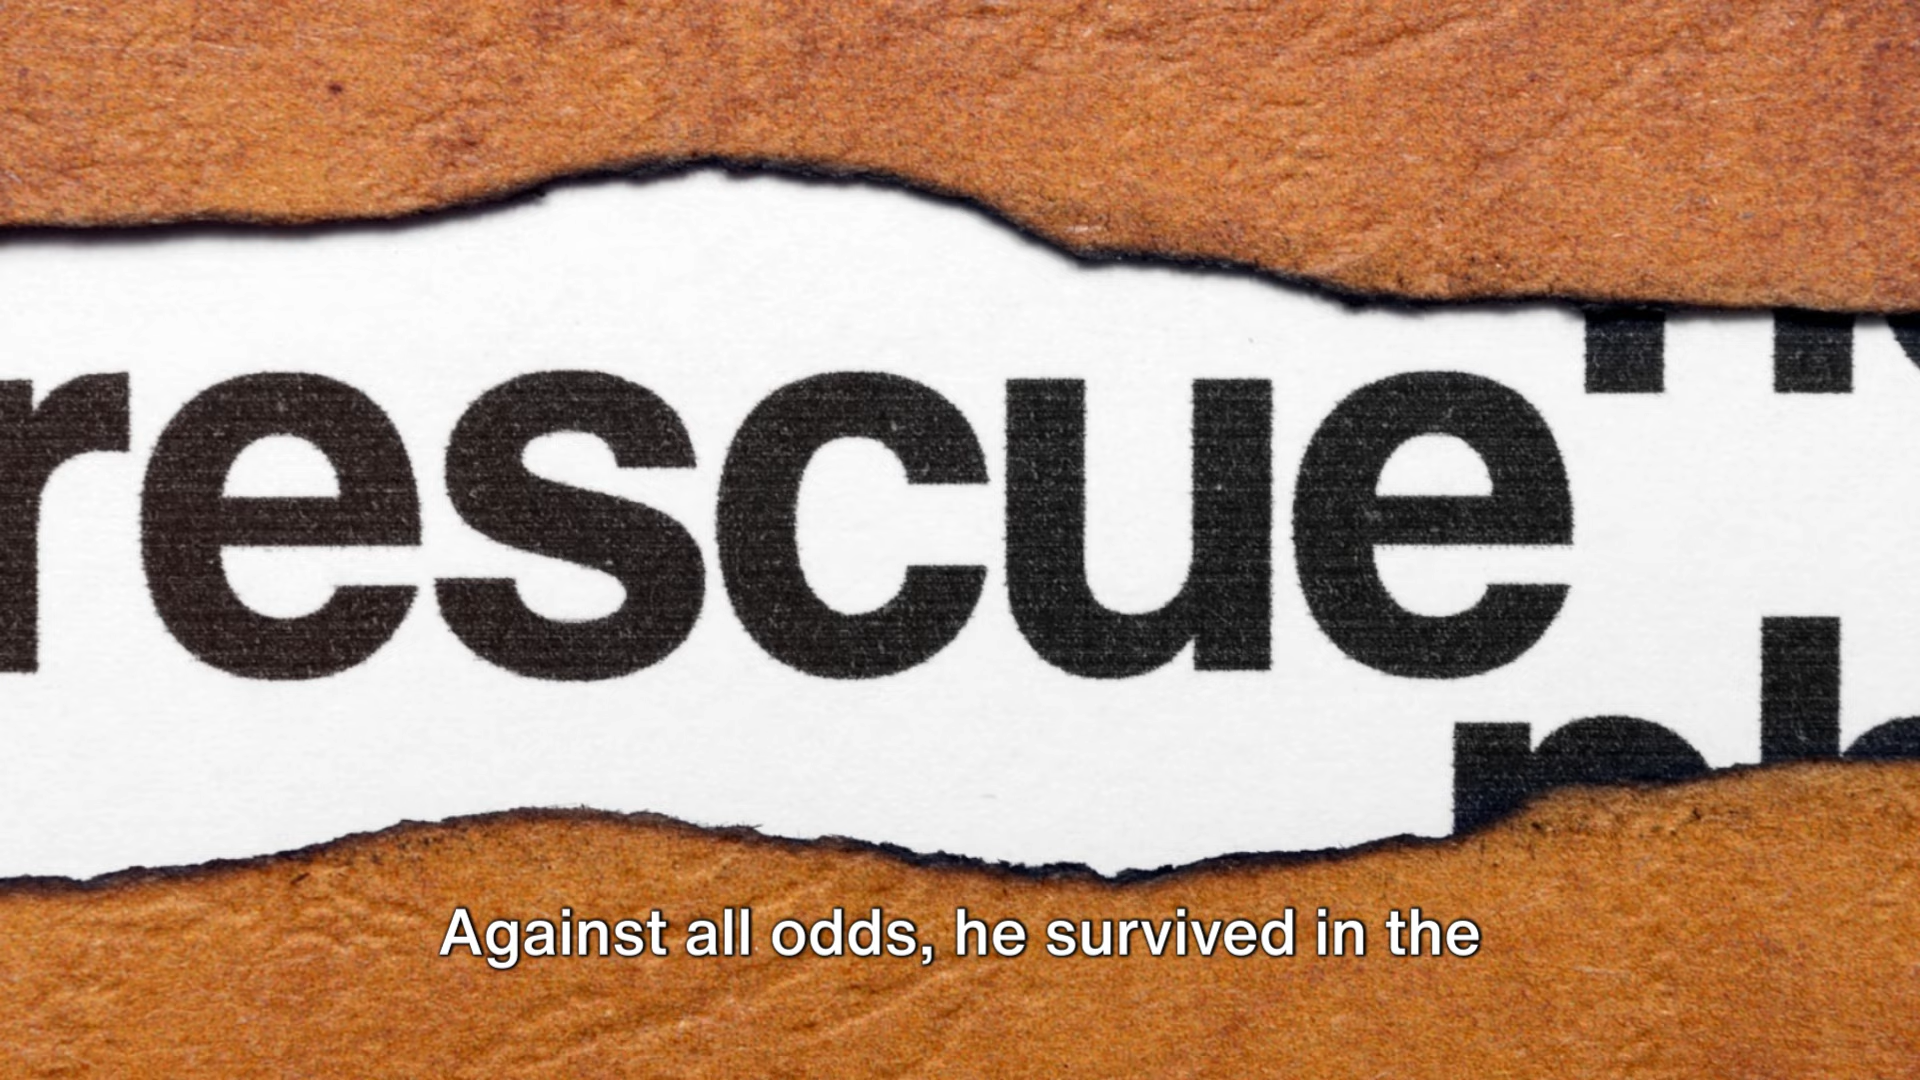 rescue
Against all odds, he survived in the